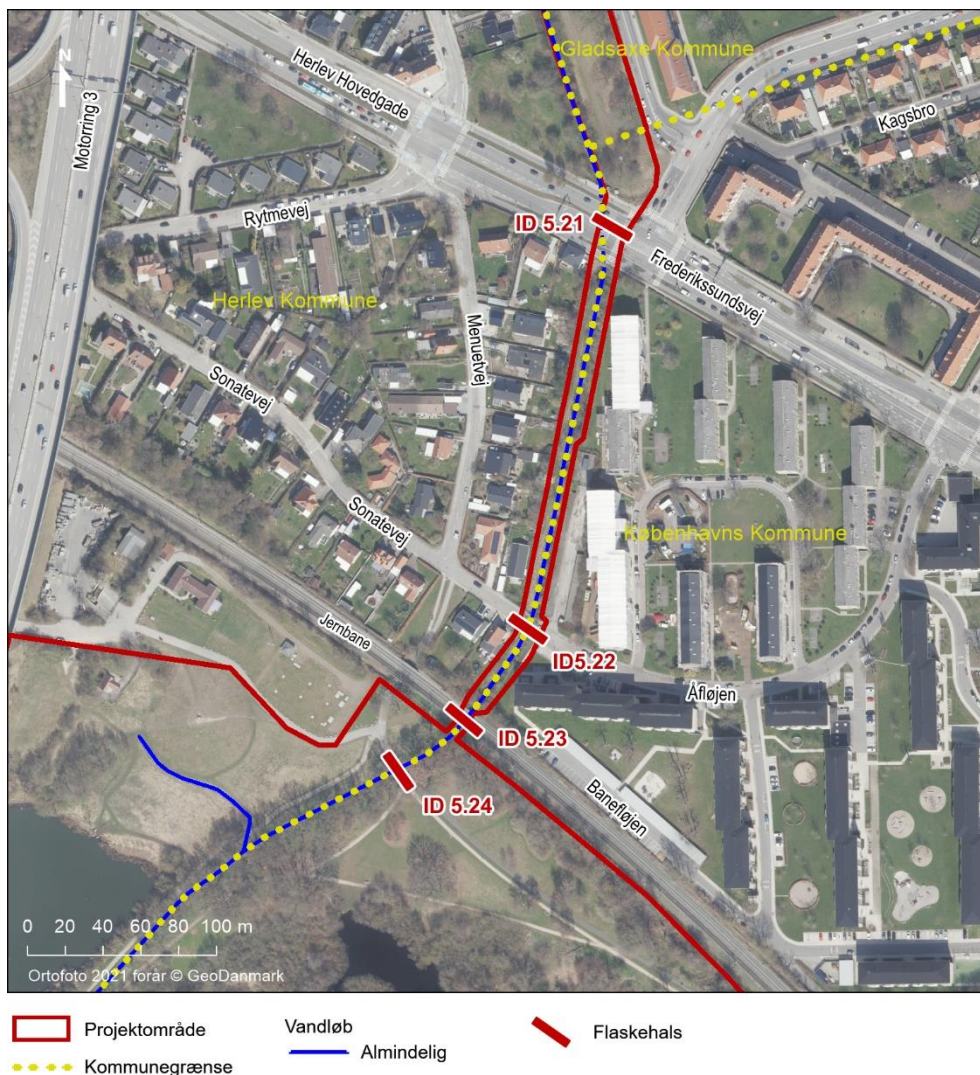 Gladsaxe Kommune
Herlev Hovedgade
Motorring 3
Kagsbro
Rytmevej
ID 5.21
Frederikssundsvej
Herlev Kommune
Menuetvej
Sonatevej
Københavns Kommune
Sonatevej
Jernbane
ID5.22
Åfløjen
ID 5.23
ID 5.24
Banefløjen
0 20 40 60 80 100 m
Ortofoto 2021 forår © GeoDanmark
Projektområde
Vandløb
Flaskehals
Almindelig
Kommunegrænse